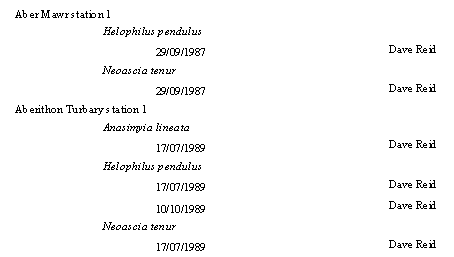 Aber Mawr station 1
Helophilus pendulus
29/09/1987 Dave Reid
Neoascia tenur
29/09/1987 Dave Reid
Aberithon Turbary station 1
Anasimyia lineata
17/07/1989 Dave Reid
Helophilus pendulus
17/07/1989 Dave Reid
10/10/1989 Dave Reid
Neoascia tenur
17/07/1989 Dave Reid